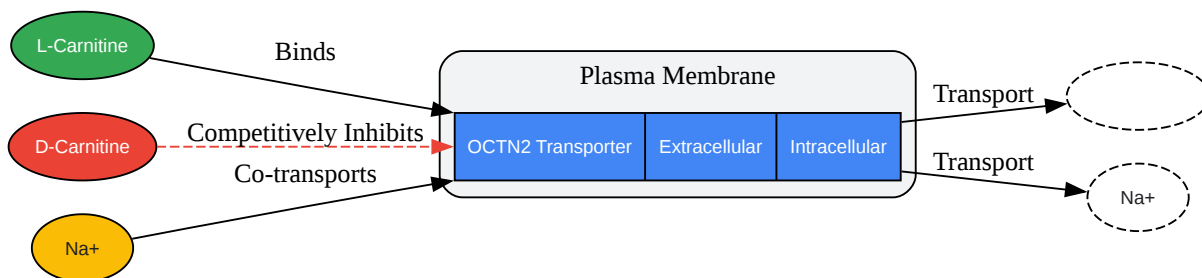 L-Carnitine
Binds
Plasma Membrane
Transport
D-Carnitine
Competitively Inhibits
OCTN2 Transporter
Extracellular
Intracellular
Co-transports
Transport
Na+
Na+